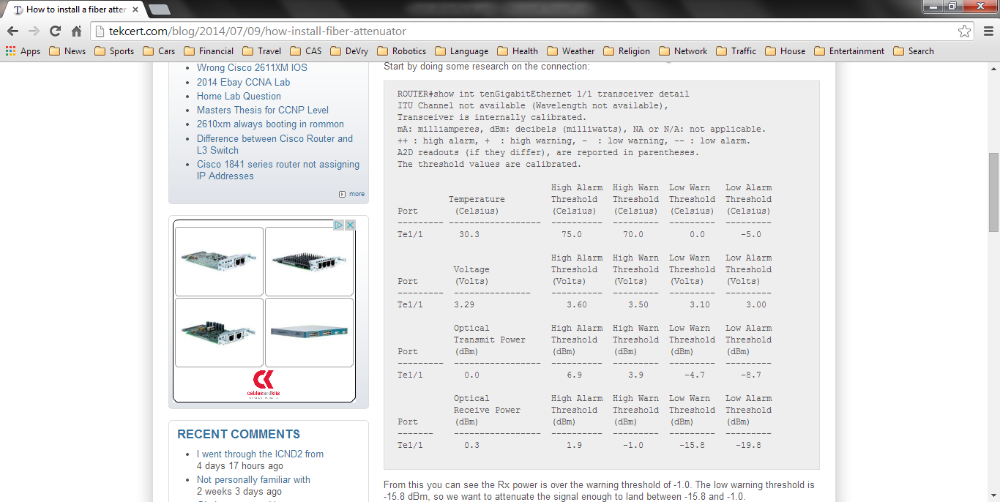 How to install a fiber atter
tekcert.com/blog/2014/07/09/how-install-fiber-attenuator
Apps News Sports Cars Financial Travel CAS DeVry Robotics Language Health Weather Religion Network Traffic House Entertainment Search
Wrong Cisco 2611XM IOS
2014 Ebay CCNA Lab
Home Lab Question
Masters Thesis for CCNP Level
2610xm always booting in rommon
Difference between Cisco Router and
L3 Switch
Cisco 1841 series router not assigning
IP Addresses
more
cablesandkits
RECENT COMMENTS
I went through the ICND2 from
4 days 17 hours ago
Not personally familiar with
2 weeks 3 days ago
Start by doing some research on the connection:
ROUTER#show int tenGigabitEthernet 1/1 transceiver detail
ITU Channel not available (Wavelength not available),
Transceiver is internally calibrated.
mA: milliamperes, dBm: decibels (milliwatts), NA or N/A: not applicable.
++ : high alarm, +  : high warning, -  : low warning, -- : low alarm.
A2D readouts (if they differ), are reported in parentheses.
The threshold values are calibrated.
High Alarm  High Warn  Low Warn  Low Alarm
Temperature  Threshold  Threshold  Threshold  Threshold
Port  (Celsius)  (Celsius)  (Celsius)  (Celsius)  (Celsius)
--------- ------------------  ----------  ---------  ---------  ---------
Te1/1  30.3  75.0  70.0  0.0  -5.0
High Alarm  High Warn  Low Warn  Low Alarm
Voltage  Threshold  Threshold  Threshold  Threshold
Port  (Volts)  (Volts)  (Volts)  (Volts)  (Volts)
---------  ---------------  ----------  ---------  ---------  ---------
Te1/1  3.29  3.60  3.50  3.10  3.00
Optical  High Alarm  High Warn  Low Warn  Low Alarm
Transmit Power  Threshold  Threshold  Threshold  Threshold
Port  (dBm)  (dBm)  (dBm)  (dBm)  (dBm)
---------  -----------------  ----------  ---------  ---------  ---------
Te1/1  0.0  6.9  3.9  -4.7  -8.7
Optical  High Alarm  High Warn  Low Warn  Low Alarm
Receive Power  Threshold  Threshold  Threshold  Threshold
Port  (dBm)  (dBm)  (dBm)  (dBm)  (dBm)
-------  -----------------  ----------  ---------  ---------  ---------
Te1/1  0.3  1.9  -1.0  -15.8  -19.8
From this you can see the Rx power is over the warning threshold of -1.0. The low warning threshold is
-15.8 dBm, so we want to attenuate the signal enough to land between -15.8 and -1.0.